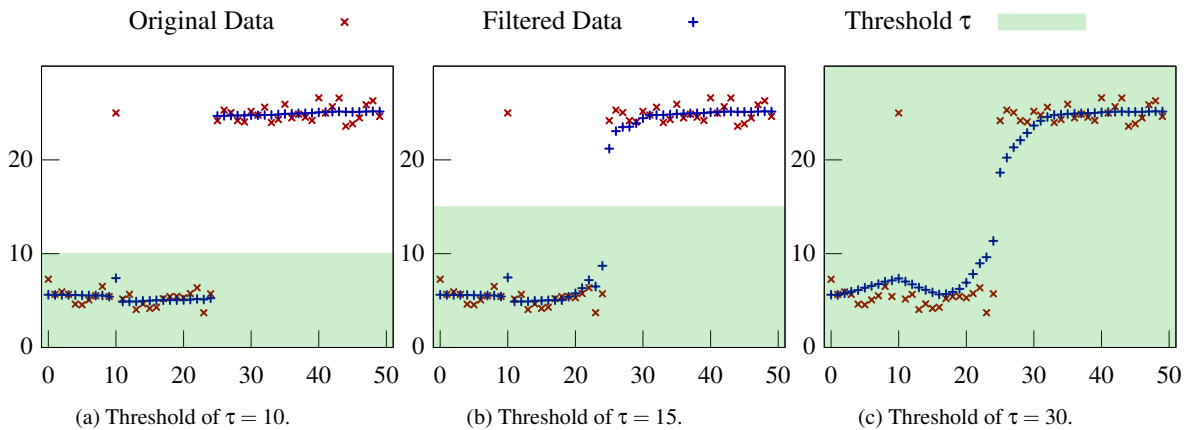 Original Data
Filtered Data
Threshold τ
20
10
0
0 10 20 30 40 50
20
10
0
0 10 20 30 40 50
20
10
0
0 10 20 30 40 50
(a) Threshold of τ = 10.
(b) Threshold of τ = 15.
(c) Threshold of τ = 30.